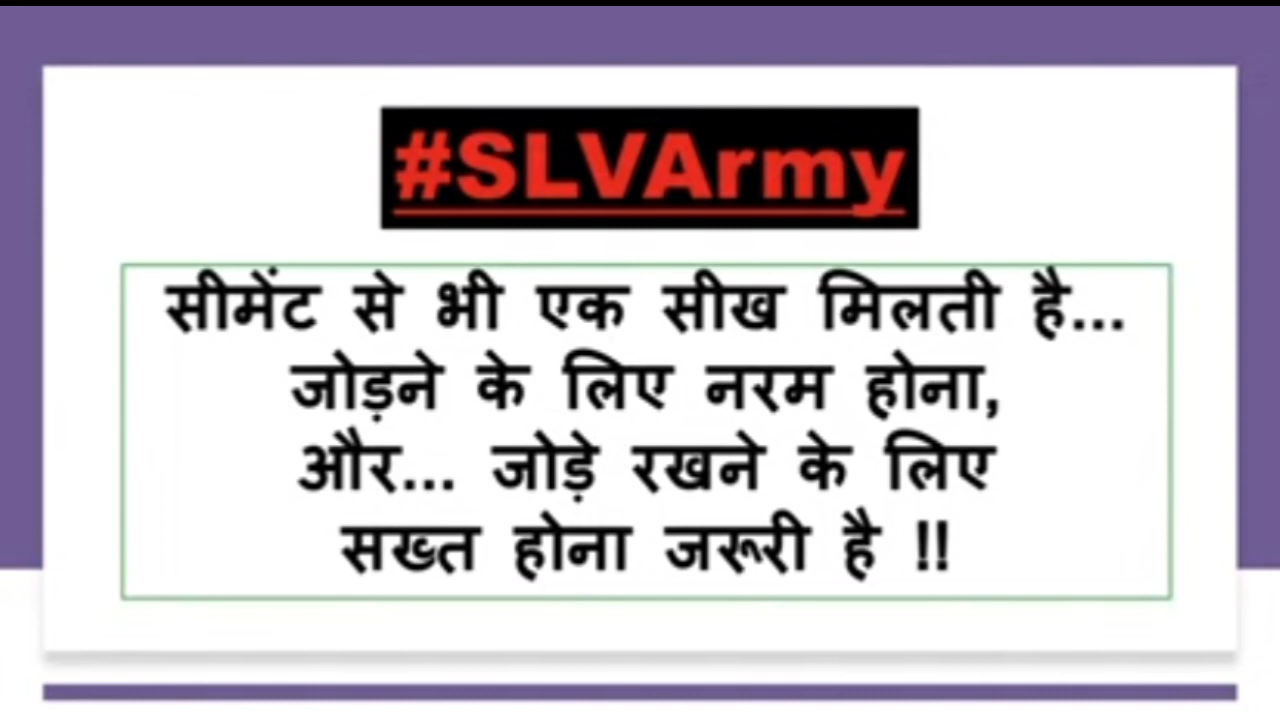 #SLVArmy
सीमेंट से भी एक सीख मिलती है...
जोड़ने के लिए नरम होना,
और... जोड़े रखने के लिए
सख्त होना जरूरी है !!